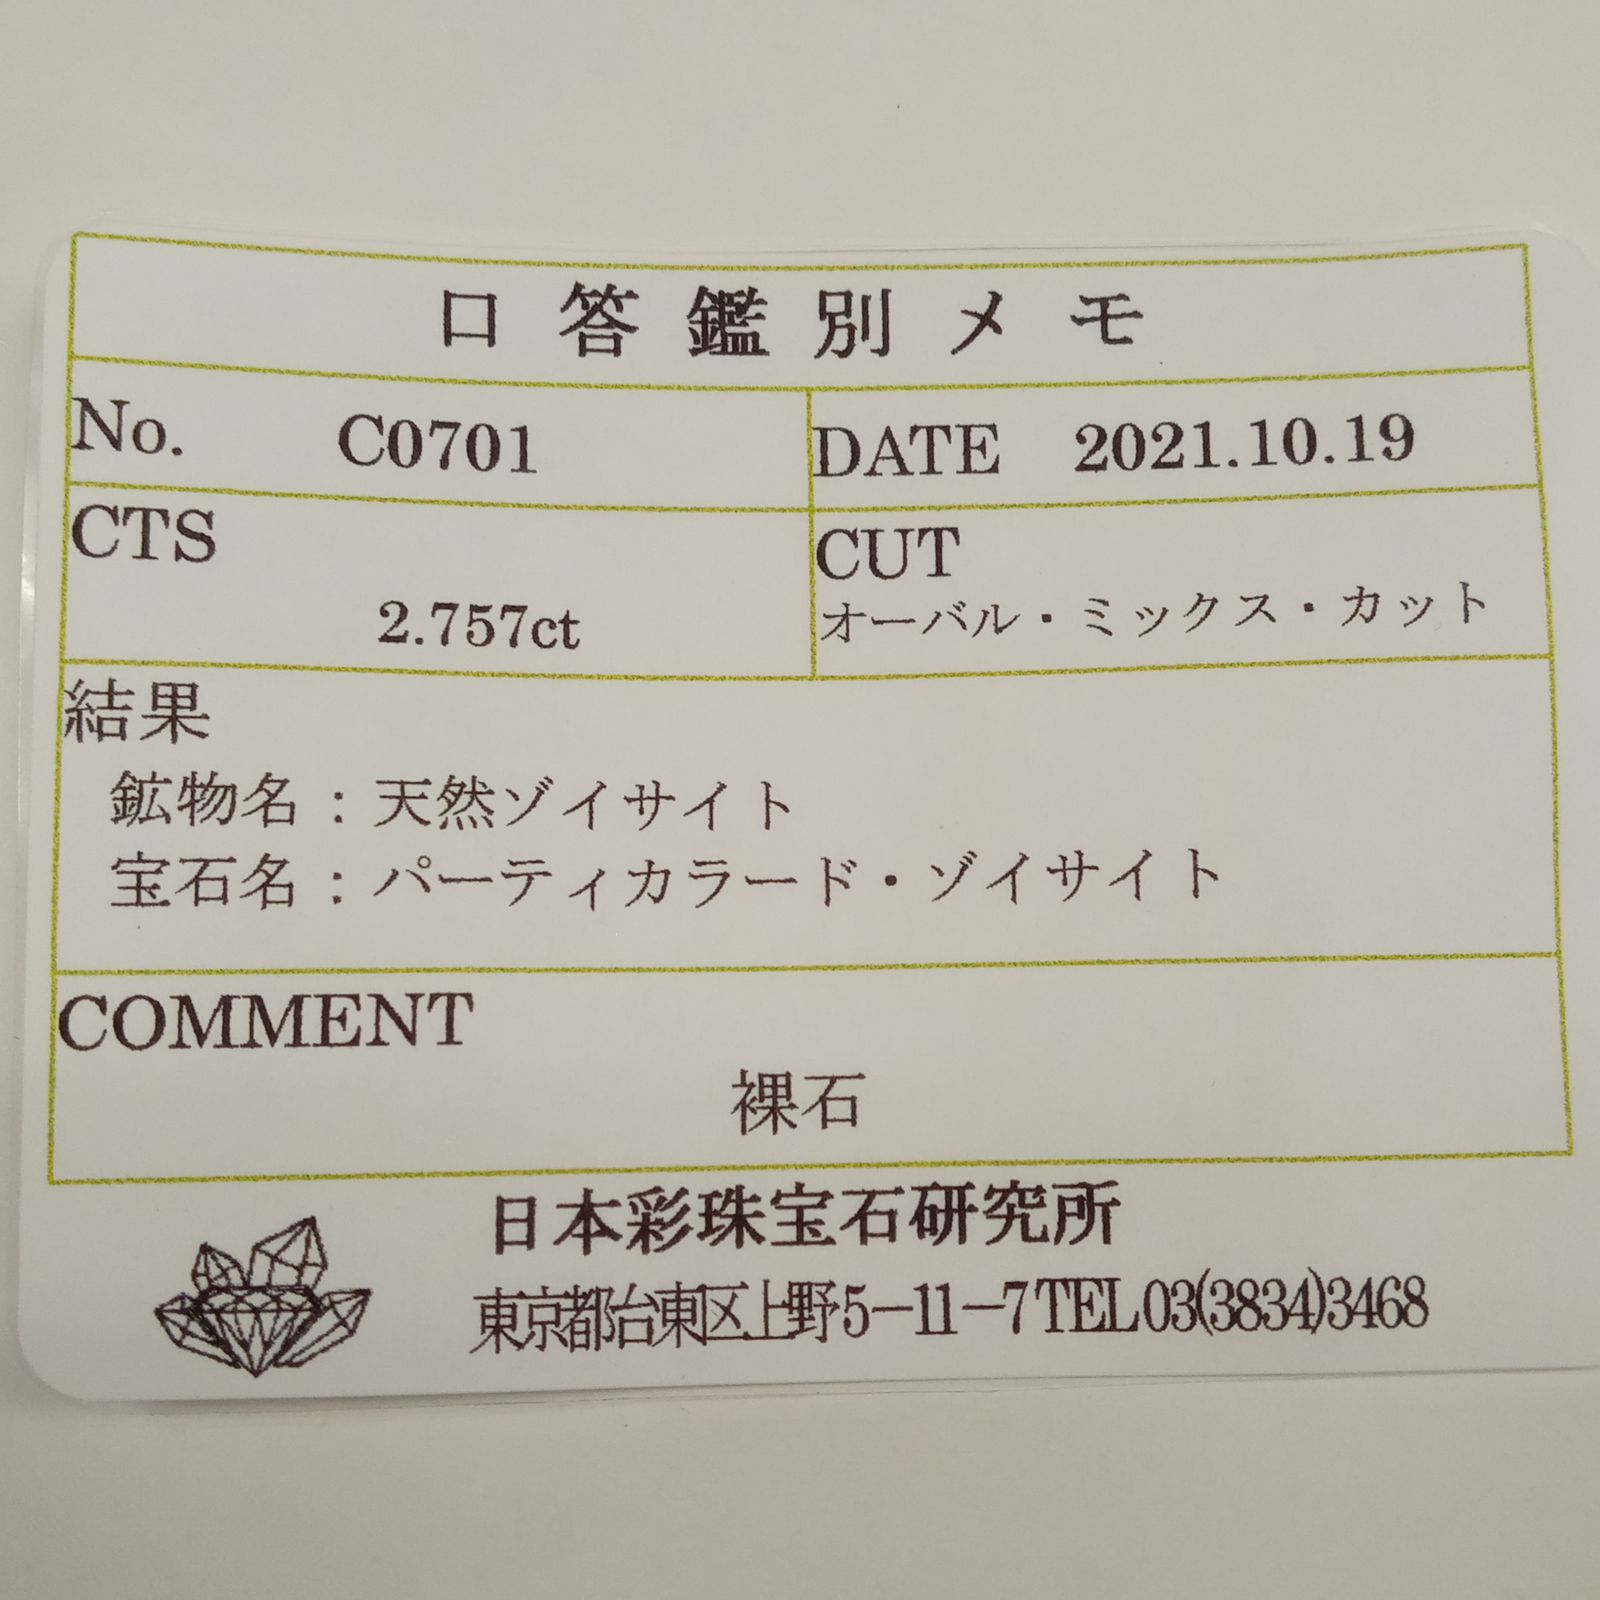 口答鑑別メモ
No. C0701 DATE 2021.10.19
CTS 2.757ct
CUT オーバル・ミックス・カット
結果
鉱物名：天然ゾイサイト
宝石名：パーティカラード・ゾイサイト
COMMENT
裸石
日本彩珠宝石研究所
東京都台東区上野5－11－7 TEL 03(3834)3468